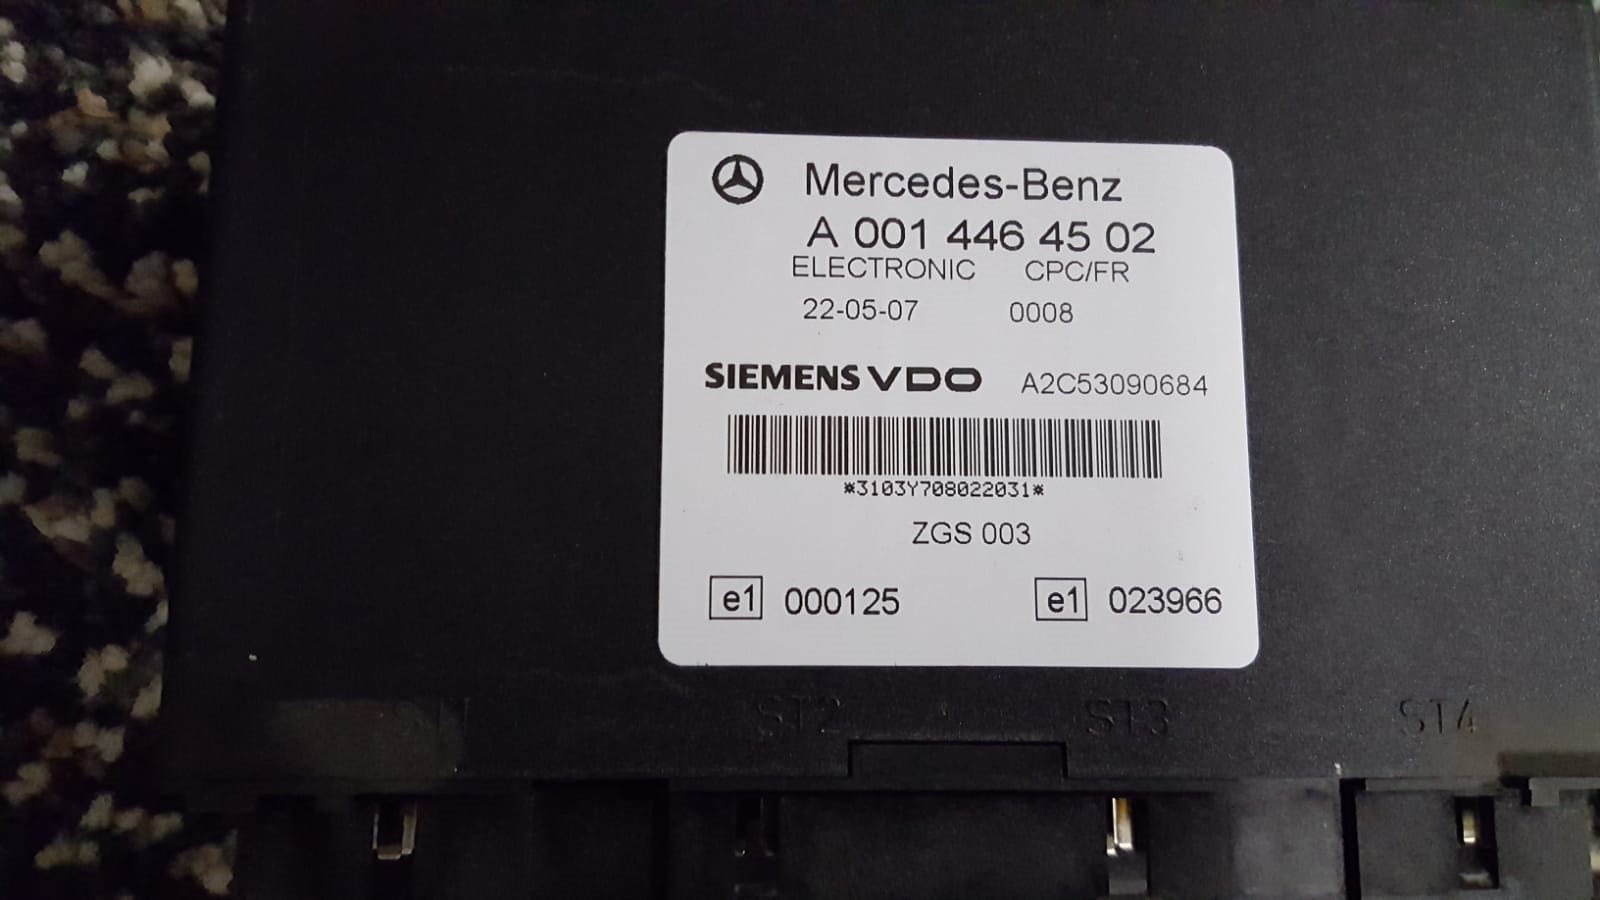 Mercedes-Benz
A 001 446 45 02
ELECTRONIC CPC/FR
22-05-07 0008
SIEMENS VDO A2C53090684
*3103Y708022031*
ZGS 003
e1 000125 e1 023966
ST2 ST3 ST4